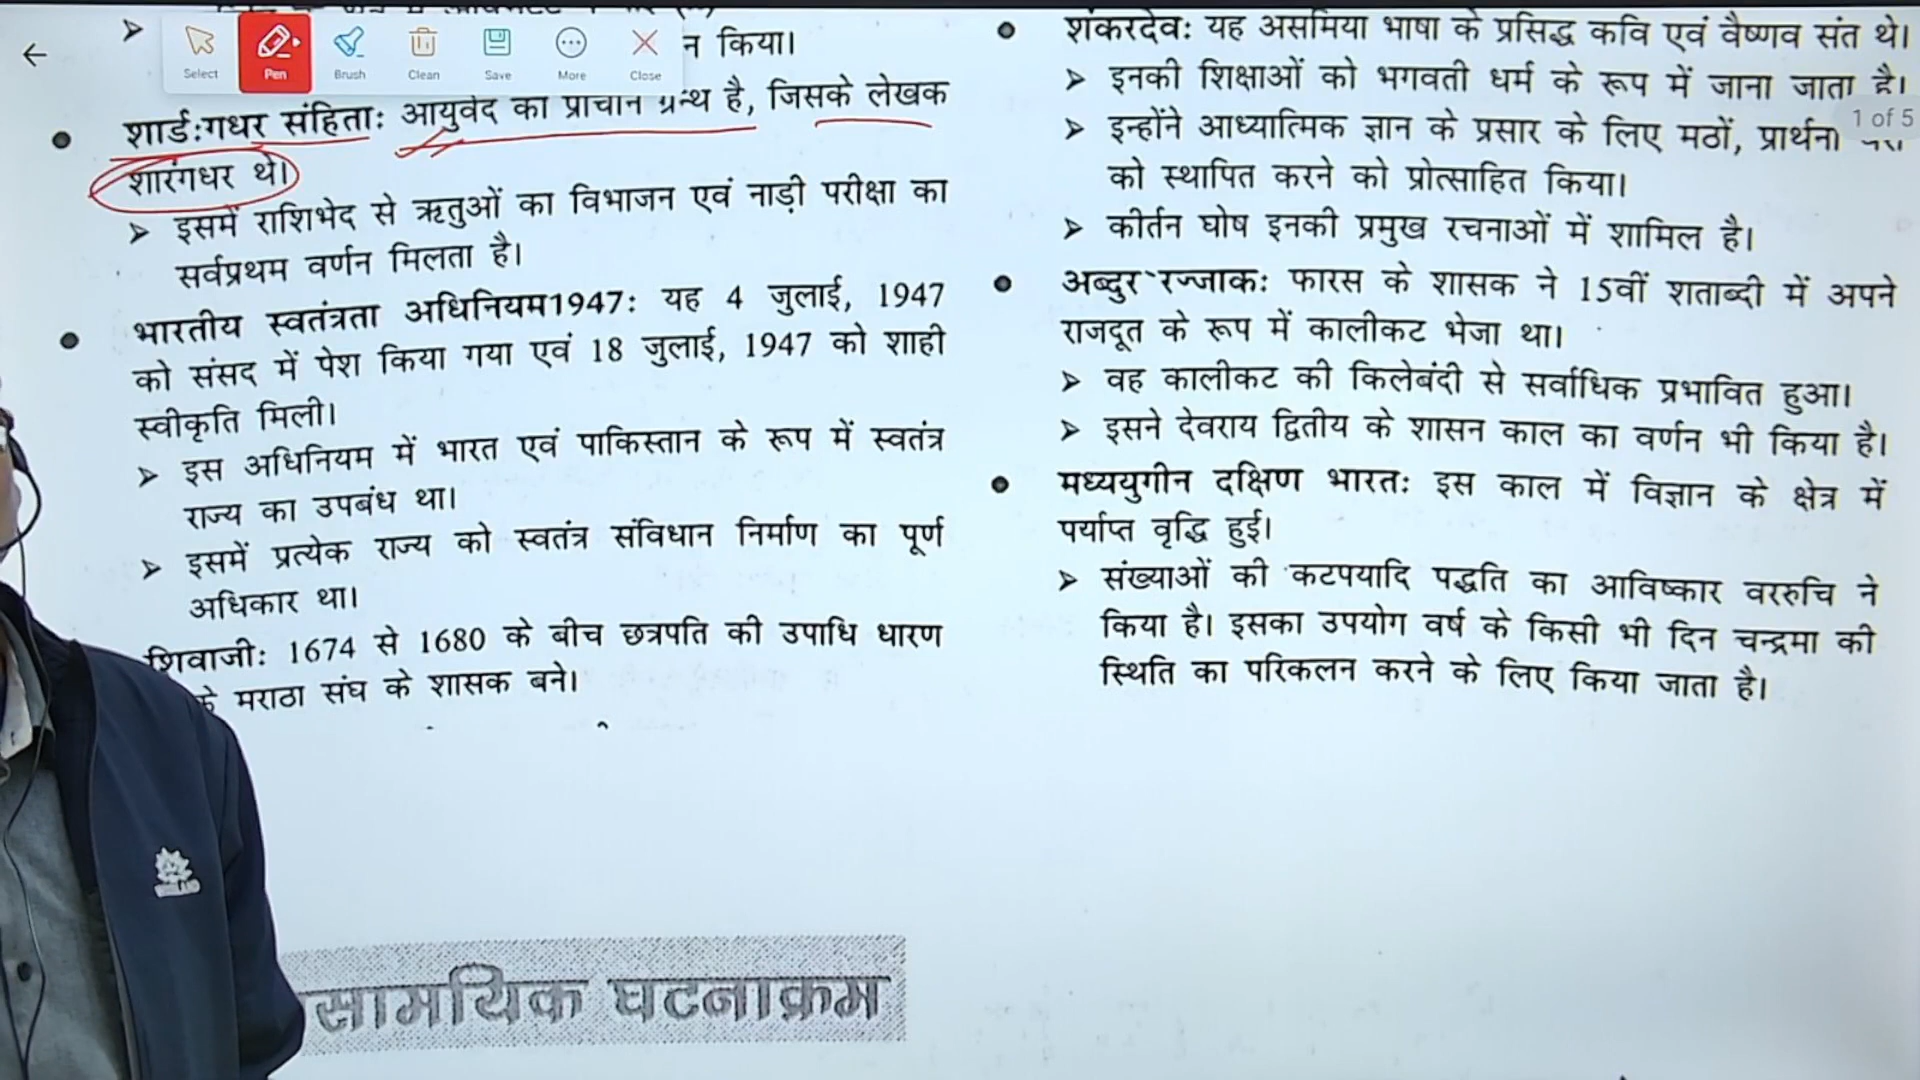 Select
Pen
Brush
Clean
Save
More
Close
न किया।
शार्ड:गधर संहिता: आयुर्वेद का प्राचीन ग्रन्थ है, जिसके लेखक
शारंगधर थे।
इसमें राशिभेद से ऋतुओं का विभाजन एवं नाड़ी परीक्षा का
सर्वप्रथम वर्णन मिलता है।
भारतीय स्वतंत्रता अधिनियम1947: यह 4 जुलाई, 1947
को संसद में पेश किया गया एवं 18 जुलाई, 1947 को शाही
स्वीकृति मिली।
इस अधिनियम में भारत एवं पाकिस्तान के रूप में स्वतंत्र
राज्य का उपबंध था।
इसमें प्रत्येक राज्य को स्वतंत्र संविधान निर्माण का पूर्ण
अधिकार था।
शिवाजी: 1674 से 1680 के बीच छत्रपति की उपाधि धारण
के मराठा संघ के शासक बने।
सामयिक घटनाक्रम
शंकरदेव: यह असमिया भाषा के प्रसिद्ध कवि एवं वैष्णव संत थे।
इनकी शिक्षाओं को भगवती धर्म के रूप में जाना जाता है।
इन्होंने आध्यात्मिक ज्ञान के प्रसार के लिए मठों, प्रार्थना
1 of 5
को स्थापित करने को प्रोत्साहित किया।
कीर्तन घोष इनकी प्रमुख रचनाओं में शामिल है।
अब्दुर रज्जाक: फारस के शासक ने 15वीं शताब्दी में अपने
राजदूत के रूप में कालीकट भेजा था।
वह कालीकट की किलेबंदी से सर्वाधिक प्रभावित हुआ।
इसने देवराय द्वितीय के शासन काल का वर्णन भी किया है।
मध्ययुगीन दक्षिण भारत: इस काल में विज्ञान के क्षेत्र में
पर्याप्त वृद्धि हुई।
संख्याओं की कटपयादि पद्धति का आविष्कार वररुचि ने
किया है। इसका उपयोग वर्ष के किसी भी दिन चन्द्रमा की
स्थिति का परिकलन करने के लिए किया जाता है।